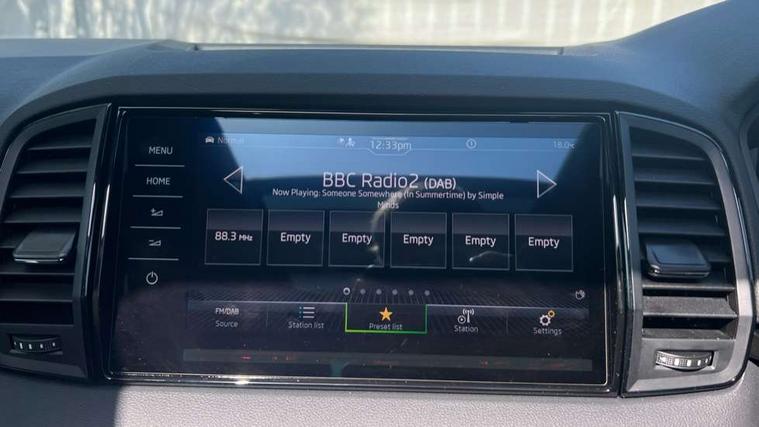 Normal 12:33pm 18.0°C
MENU
HOME
BBC Radio2 (DAB)
Now Playing: Someone Somewhere (In Summertime) by Simple
Minds
88.3 MHz Empty Empty Empty Empty Empty
FM/DAB
Source Station list Preset list Station Settings